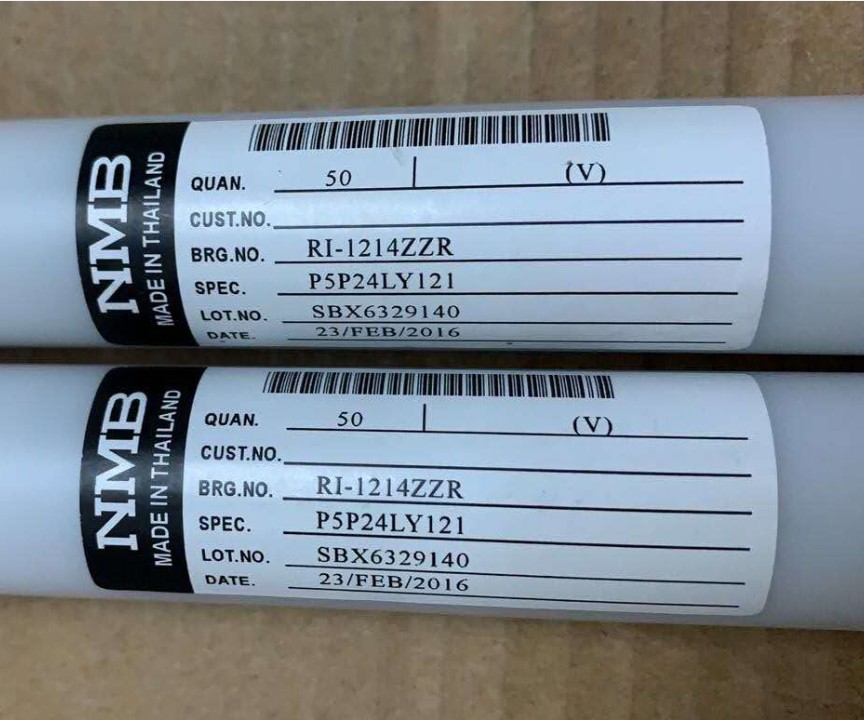 NMB
MADE IN THAILAND
QUAN. 50 (V)
CUST.NO.
BRG.NO. RI-1214ZZR
SPEC. P5P24LY121
LOT.NO. SBX6329140
DATE. 23/FEB/2016
NMB
MADE IN THAILAND
QUAN. 50 (V)
CUST.NO.
BRG.NO. RI-1214ZZR
SPEC. P5P24LY121
LOT.NO. SBX6329140
DATE. 23/FEB/2016